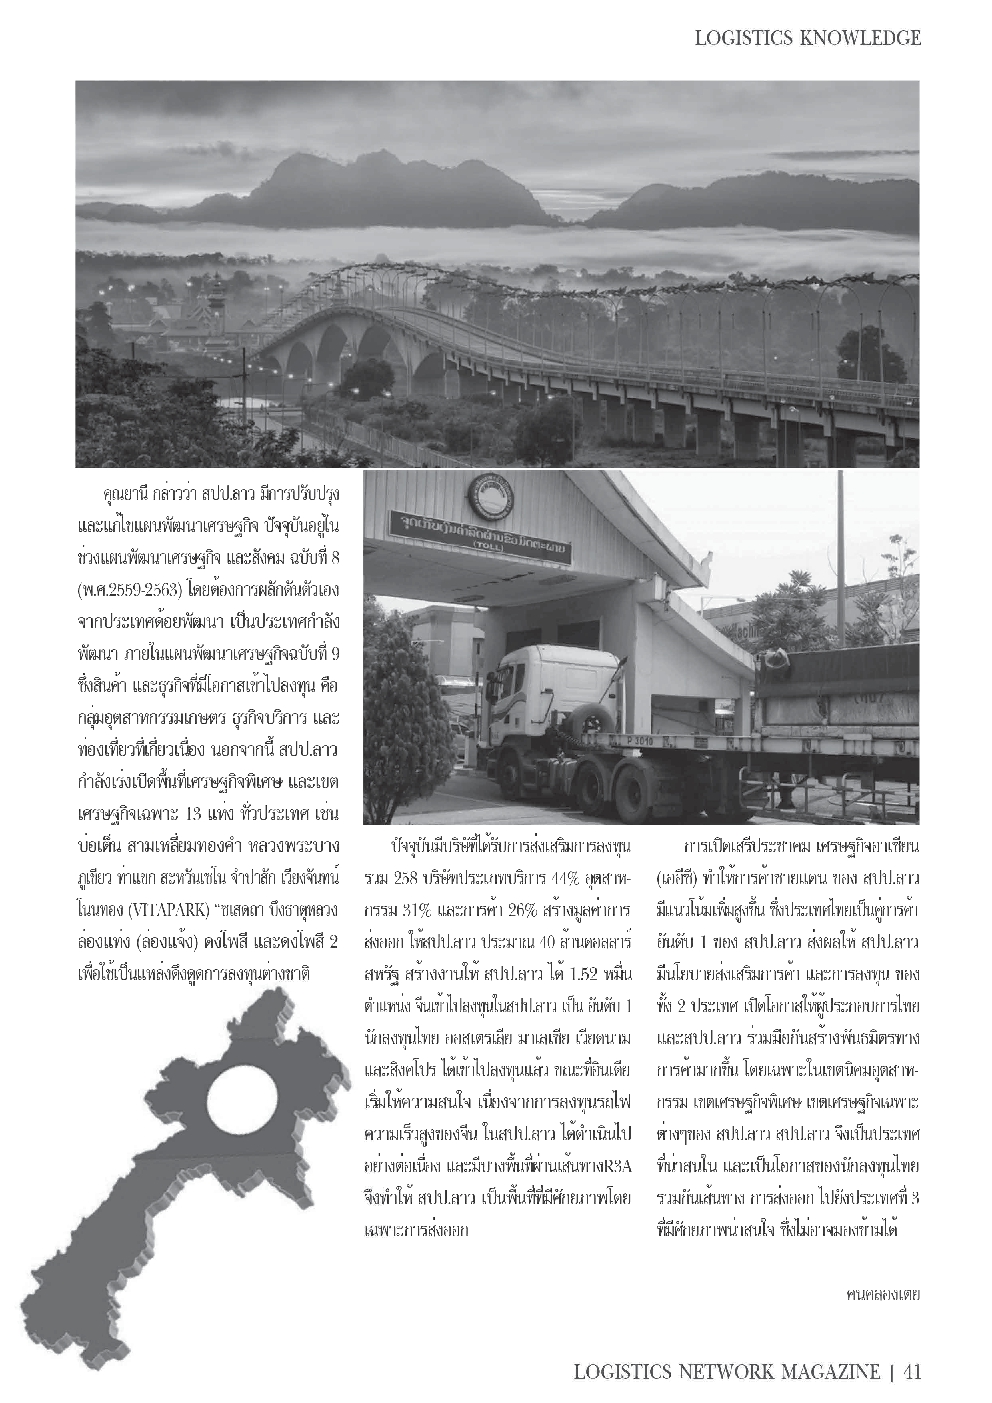 LOGISTICS KNOWLEDGE
คุณยานี กล่าวว่า สปป.ลาว มีการปรับปรุง
และแก้ไขแผนพัฒนาเศรษฐกิจ ปัจจุบันอยู่ใน
ช่วงแผนพัฒนาเศรษฐกิจ และสังคม ฉบับที่ 8
(พ.ศ.2559-2563) โดยต้องการผลักดันตัวเอง
จากประเทศด้อยพัฒนา เป็นประเทศกำลัง
พัฒนา ภายในแผนพัฒนาเศรษฐกิจฉบับที่ 9
ซึ่งสินค้า และธุรกิจที่มีโอกาสเข้าไปลงทุน คือ
กลุ่มอุตสาหกรรมเกษตร ธุรกิจบริการ และ
ท่องเที่ยวที่เกี่ยวเนื่อง นอกจากนี้ สปป.ลาว
กำลังเร่งเปิดพื้นที่เศรษฐกิจพิเศษ และเขต
เศรษฐกิจเฉพาะ 13 แห่ง ทั่วประเทศ เช่น
บ่อเต็น สามเหลี่ยมทองคำ หลวงพระบาง
ภูเขียว ท่าแขก สะหวันเซโน จำปาสัก เวียงจันทน์
โนนทอง (VITAPARK) "ชเสดถา บึงธาตุหลวง
ล่องแท่ง (ล่องแจ้ง) ดงโพสี และดงโพสี 2
เพื่อใช้เป็นแหล่งดึงดูดการลงทุนต่างชาติ
(TOLL)
P 3010
ปัจจุบันมีบริษัที่ได้รับการส่งเสริมการลงทุน
รวม 258 บริษัทประเภทบริการ 44% อุตสาห-
กรรม 31% และการค้า 26% สร้างมูลค่าการ
ส่งออก ให้สปป.ลาว ประมาณ 40 ล้านดอลลาร์
สหรัฐ สร้างงานให้ สปป.ลาว ได้ 1.52 หมื่น
ตำแหน่ง จีนเข้าไปลงทุนในสปป.ลาว เป็น อันดับ 1
นักลงทุนไทย ออสเตรเลีย มาเลเซีย เวียดนาม
และสิงคโปร ได้เข้าไปลงทุนแล้ว ขณะที่อินเดีย
เริ่มให้ความสนใจ เนื่องจากการลงทุนรถไฟ
ความเร็วสูงของจีน ในสปป.ลาว ได้ดำเนินไป
อย่างต่อเนื่อง และมีบางพื้นที่ผ่านเส้นทางR3A
จึงทำให้ สปป.ลาว เป็นพื้นที่ที่มีศักยภาพโดย
เฉพาะการส่งออก
การเปิดเสรีประชาคม เศรษฐกิจอาเซียน
(เออีซี) ทำให้การค้าชายแดน ของ สปป.ลาว
มีแนวโน้มเพิ่มสูงขึ้น ซึ่งประเทศไทยเป็นคู่การค้า
อันดับ 1 ของ สปป.ลาว ส่งผลให้ สปป.ลาว
มีนโยบายส่งเสริมการค้า และการลงทุน ของ
ทั้ง 2 ประเทศ เปิดโอกาสให้ผู้ประกอบการไทย
และสปป.ลาว ร่วมมือกันสร้างพันธมิตรทาง
การค้ามากขึ้น โดยเฉพาะในเขตนิคมอุตสาห-
กรรม เขตเศรษฐกิจพิเศษ เขตเศรษฐกิจเฉพาะ
ต่างๆของ สปป.ลาว สปป.ลาว จึงเป็นประเทศ
ที่น่าสนใน และเป็นโอกาสของนักลงทุนไทย
รวมกันเส้นทาง การส่งออก ไปยังประเทศที่ 3
ที่มีศักยภาพน่าสนใจ ซึ่งไม่อาจมองข้ามได้
คนคลองเตย
LOGISTICS NETWORK MAGAZINE | 41